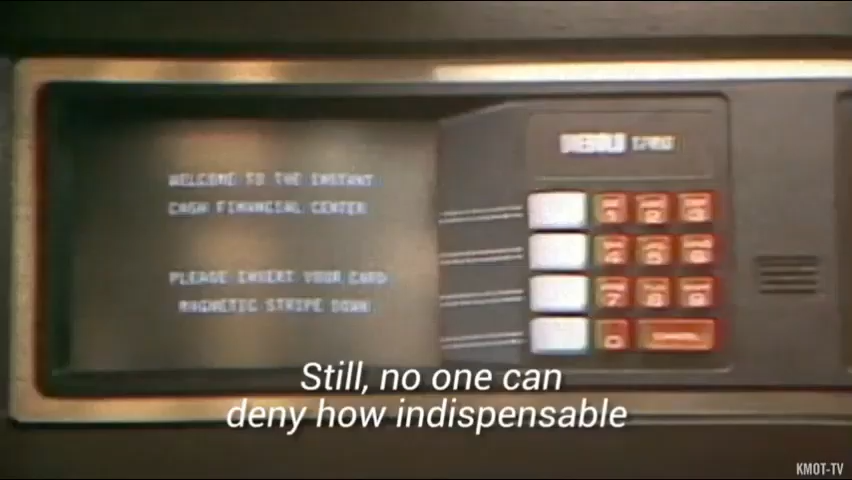 WELCOME TO THE INSTANT
CASH FINANCIAL CENTER
PLEASE INSERT YOUR CARD
MAGNETIC STRIPE DOWN
DIEBOLD
1
2
3
4
5
6
7
8
9
0
CANCEL
Still, no one can
deny how indispensable
KMOT-TV